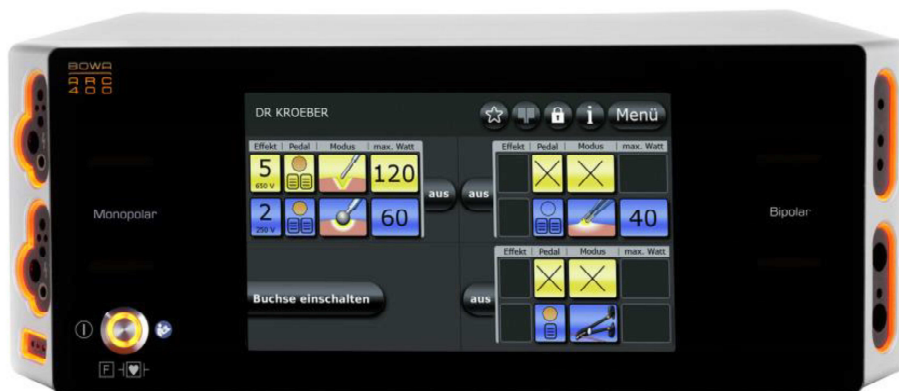 BOWA
ARC
400
DR KROEBER
i
Menü
Effekt Pedal Modus max. Watt
5
650 V
120
2
250 V
60
aus
Buchse einschalten
aus
Effekt Pedal Modus max. Watt
40
aus
Effekt Pedal Modus max. Watt
Monopolar
Bipolar
F